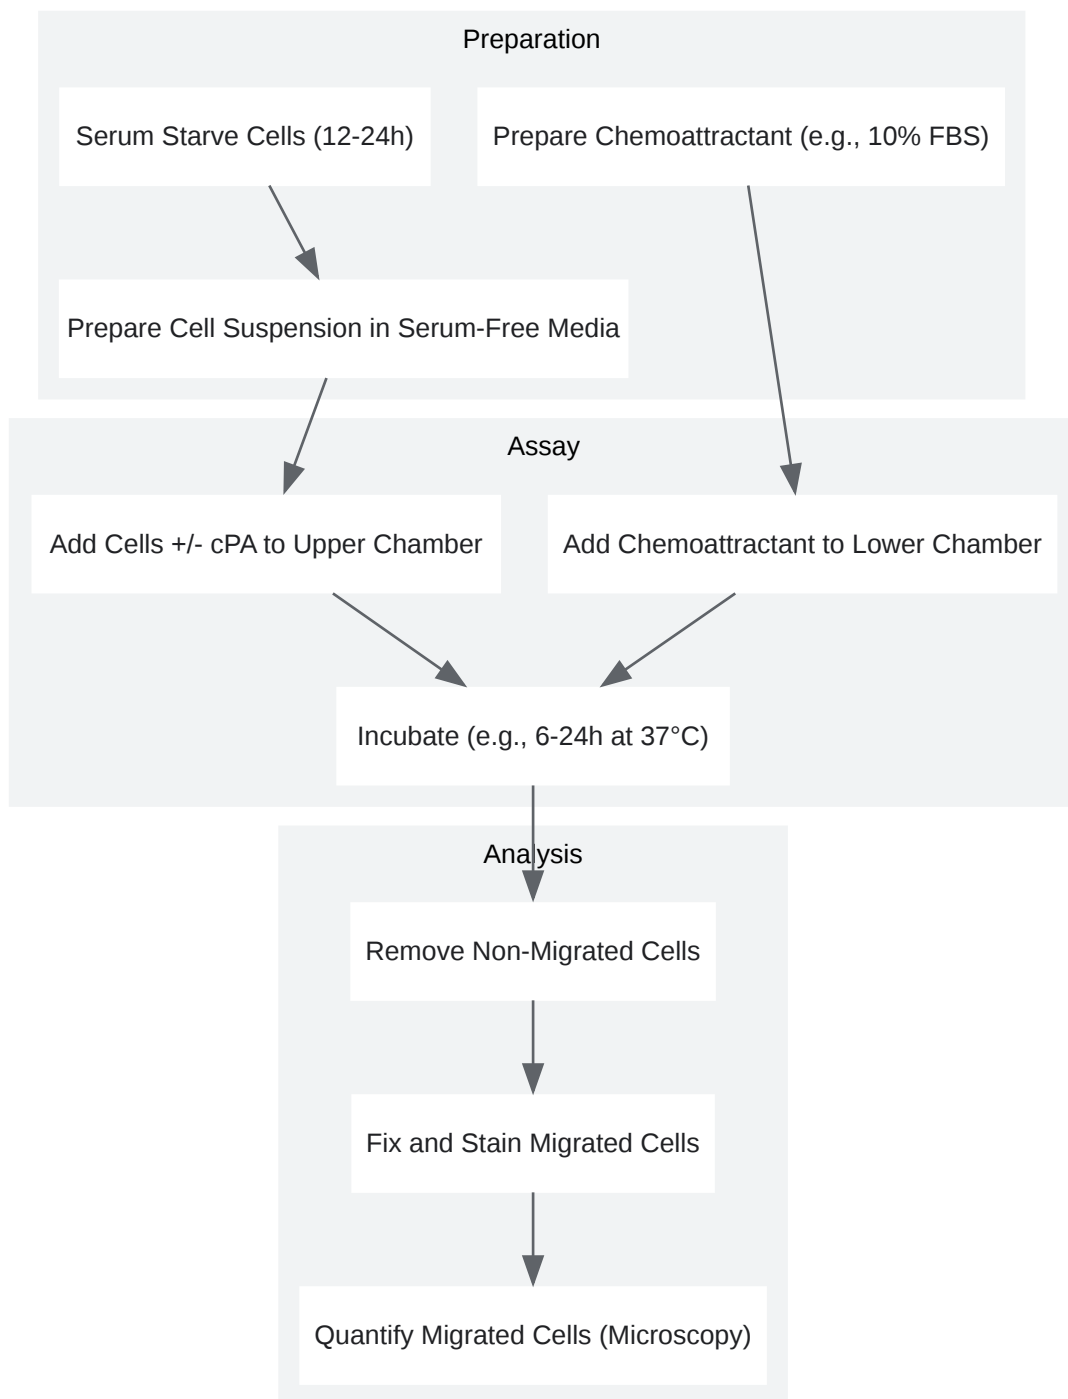 Preparation
Serum Starve Cells (12-24h)
Prepare Chemoattractant (e.g., 10% FBS)
Prepare Cell Suspension in Serum-Free Media
Assay
Add Cells +/- cPA to Upper Chamber
Add Chemoattractant to Lower Chamber
Incubate (e.g., 6-24h at 37°C)
Analysis
Remove Non-Migrated Cells
Fix and Stain Migrated Cells
Quantify Migrated Cells (Microscopy)